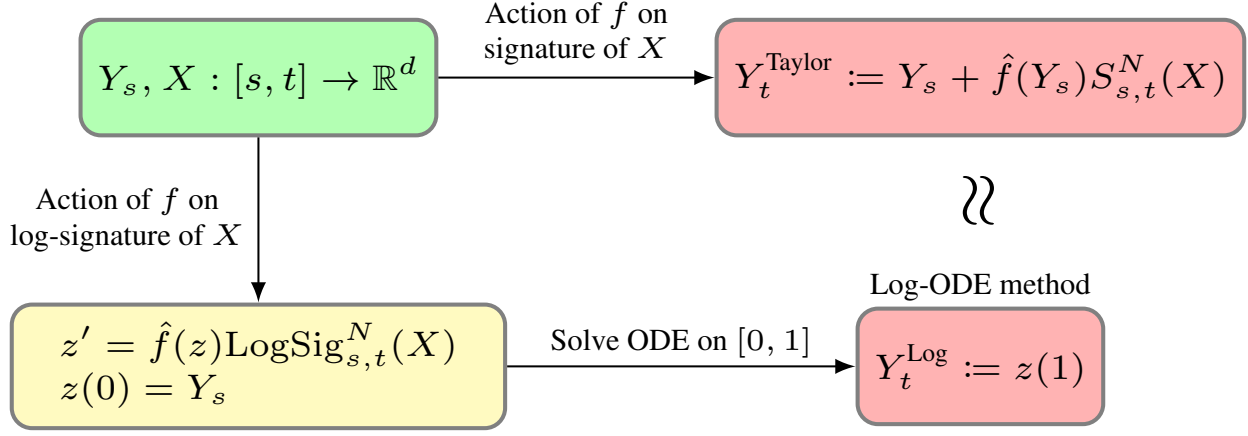 Action of f on
signature of X
Y_s, X : [s, t] → ℝ^d
Y_t^Taylor := Y_s + f̂(Y_s)S_{s,t}^N(X)
Action of f on
log-signature of X
≈
Log-ODE method
z′ = f̂(z)LogSig_{s,t}^N(X)
z(0) = Y_s
Solve ODE on [0, 1]
Y_t^Log := z(1)